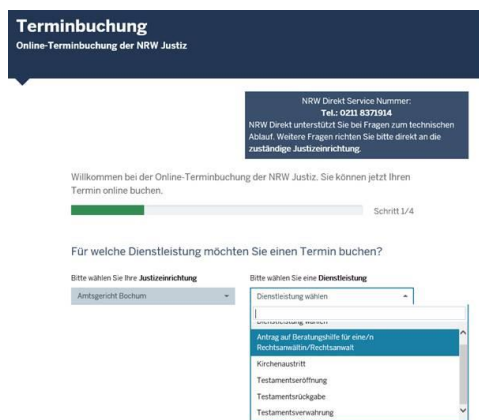 Terminbuchung
Online-Terminbuchung der NRW Justiz
NRW Direkt Service Nummer:
Tel.: 0211 8371914
NRW Direkt unterstützt Sie bei Fragen zum technischen
Ablauf. Weitere Fragen richten Sie bitte direkt an die
zuständige Justizeinrichtung.
Willkommen bei der Online-Terminbuchung der NRW Justiz. Sie können jetzt Ihren
Termin online buchen.
Schritt 1/4
Für welche Dienstleistung möchten Sie einen Termin buchen?
Bitte wählen Sie Ihre Justizeinrichtung
Bitte wählen Sie eine Dienstleistung
Amtsgericht Bochum
Dienstleistung wählen
Dienstleistung wählen
Antrag auf Beratungshilfe für eine/n
Rechtsanwältin/Rechtsanwalt
Kirchenaustritt
Testamentseröffnung
Testamentsrückgabe
Testamentsverwahrung